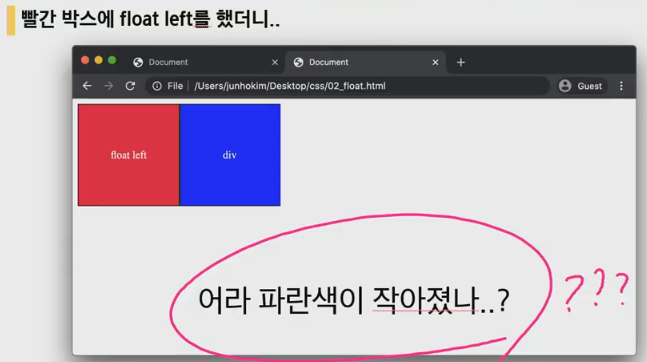 빨간 박스에 float left를 했더니..
Document
Document
File /Users/junhokim/Desktop/css/02_float.html
Guest
float left
div
어라 파란색이 작아졌나..?
???